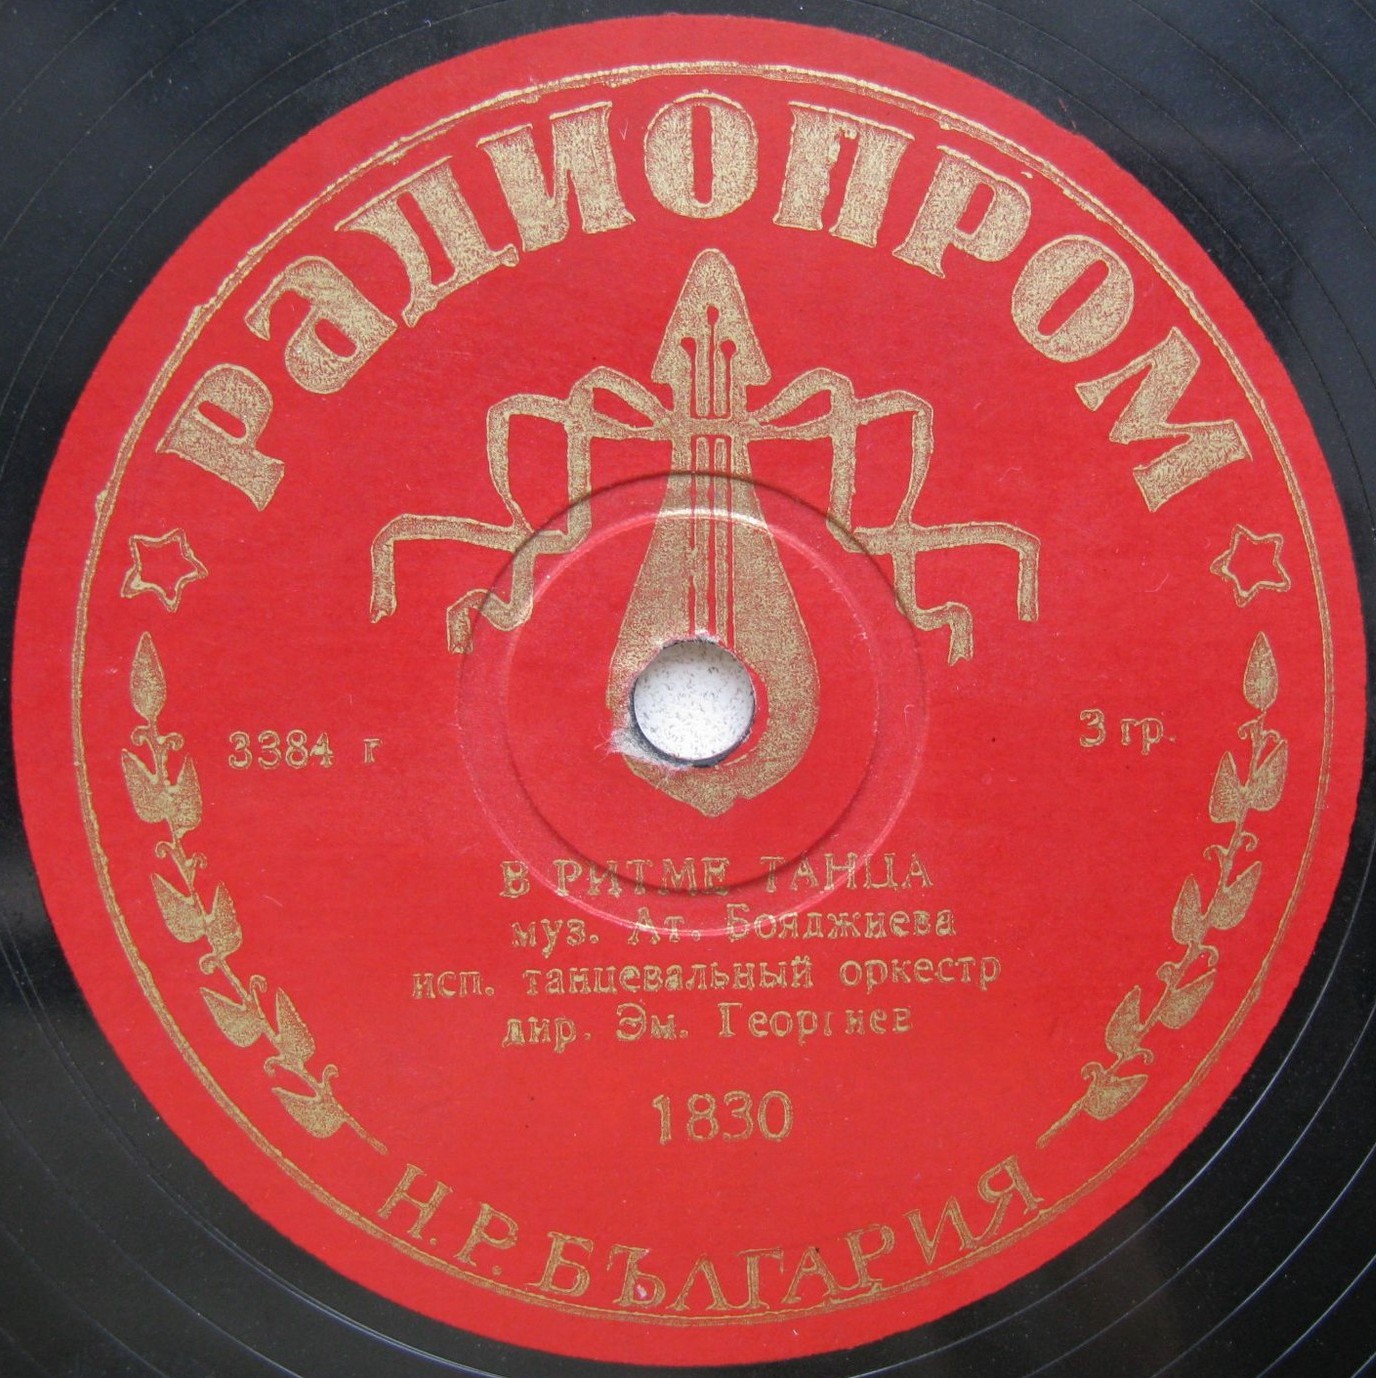 РАДИОПРОМ
3384 г
3 гр.
В РИТМЕ ТАНЦА
муз. Ат. Бояджиева
исп. танцевальный оркестр
дир. Эм. Георгиев
1830
Н.Р.БЪЛГАРИЯ